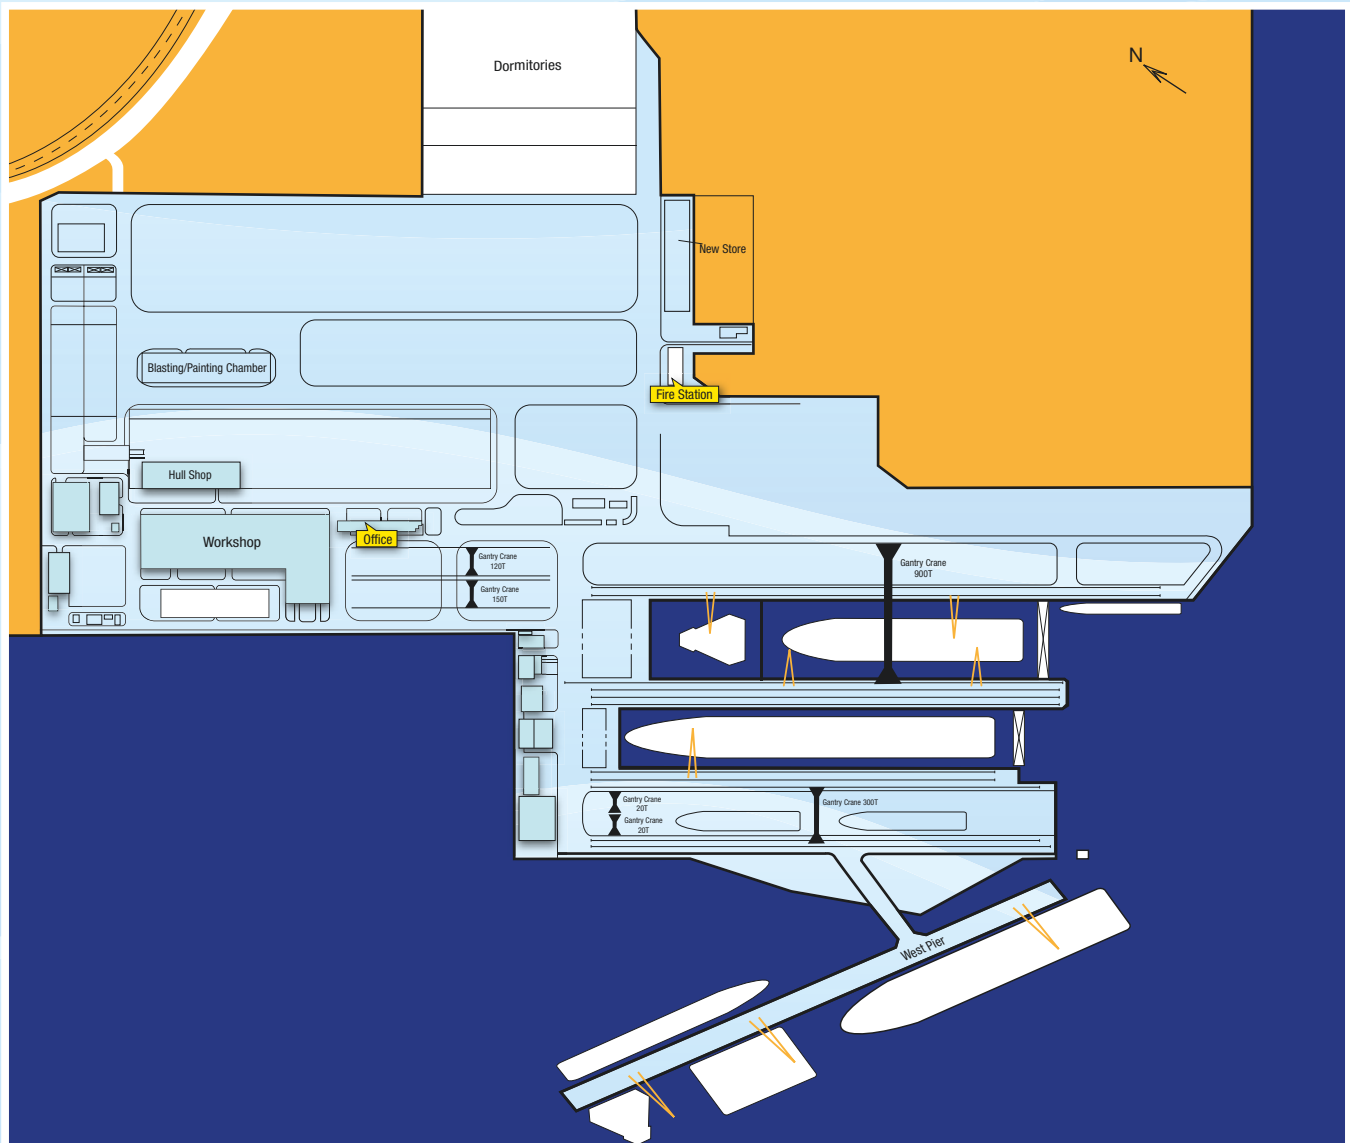 Dormitories
N
New Store
Blasting/Painting Chamber
Fire Station
Hull Shop
Workshop
Office
Gantry Crane
120T
Gantry Crane
150T
Gantry Crane
900T
Gantry Crane
20T
Gantry Crane
20T
Gantry Crane 300T
West Pier